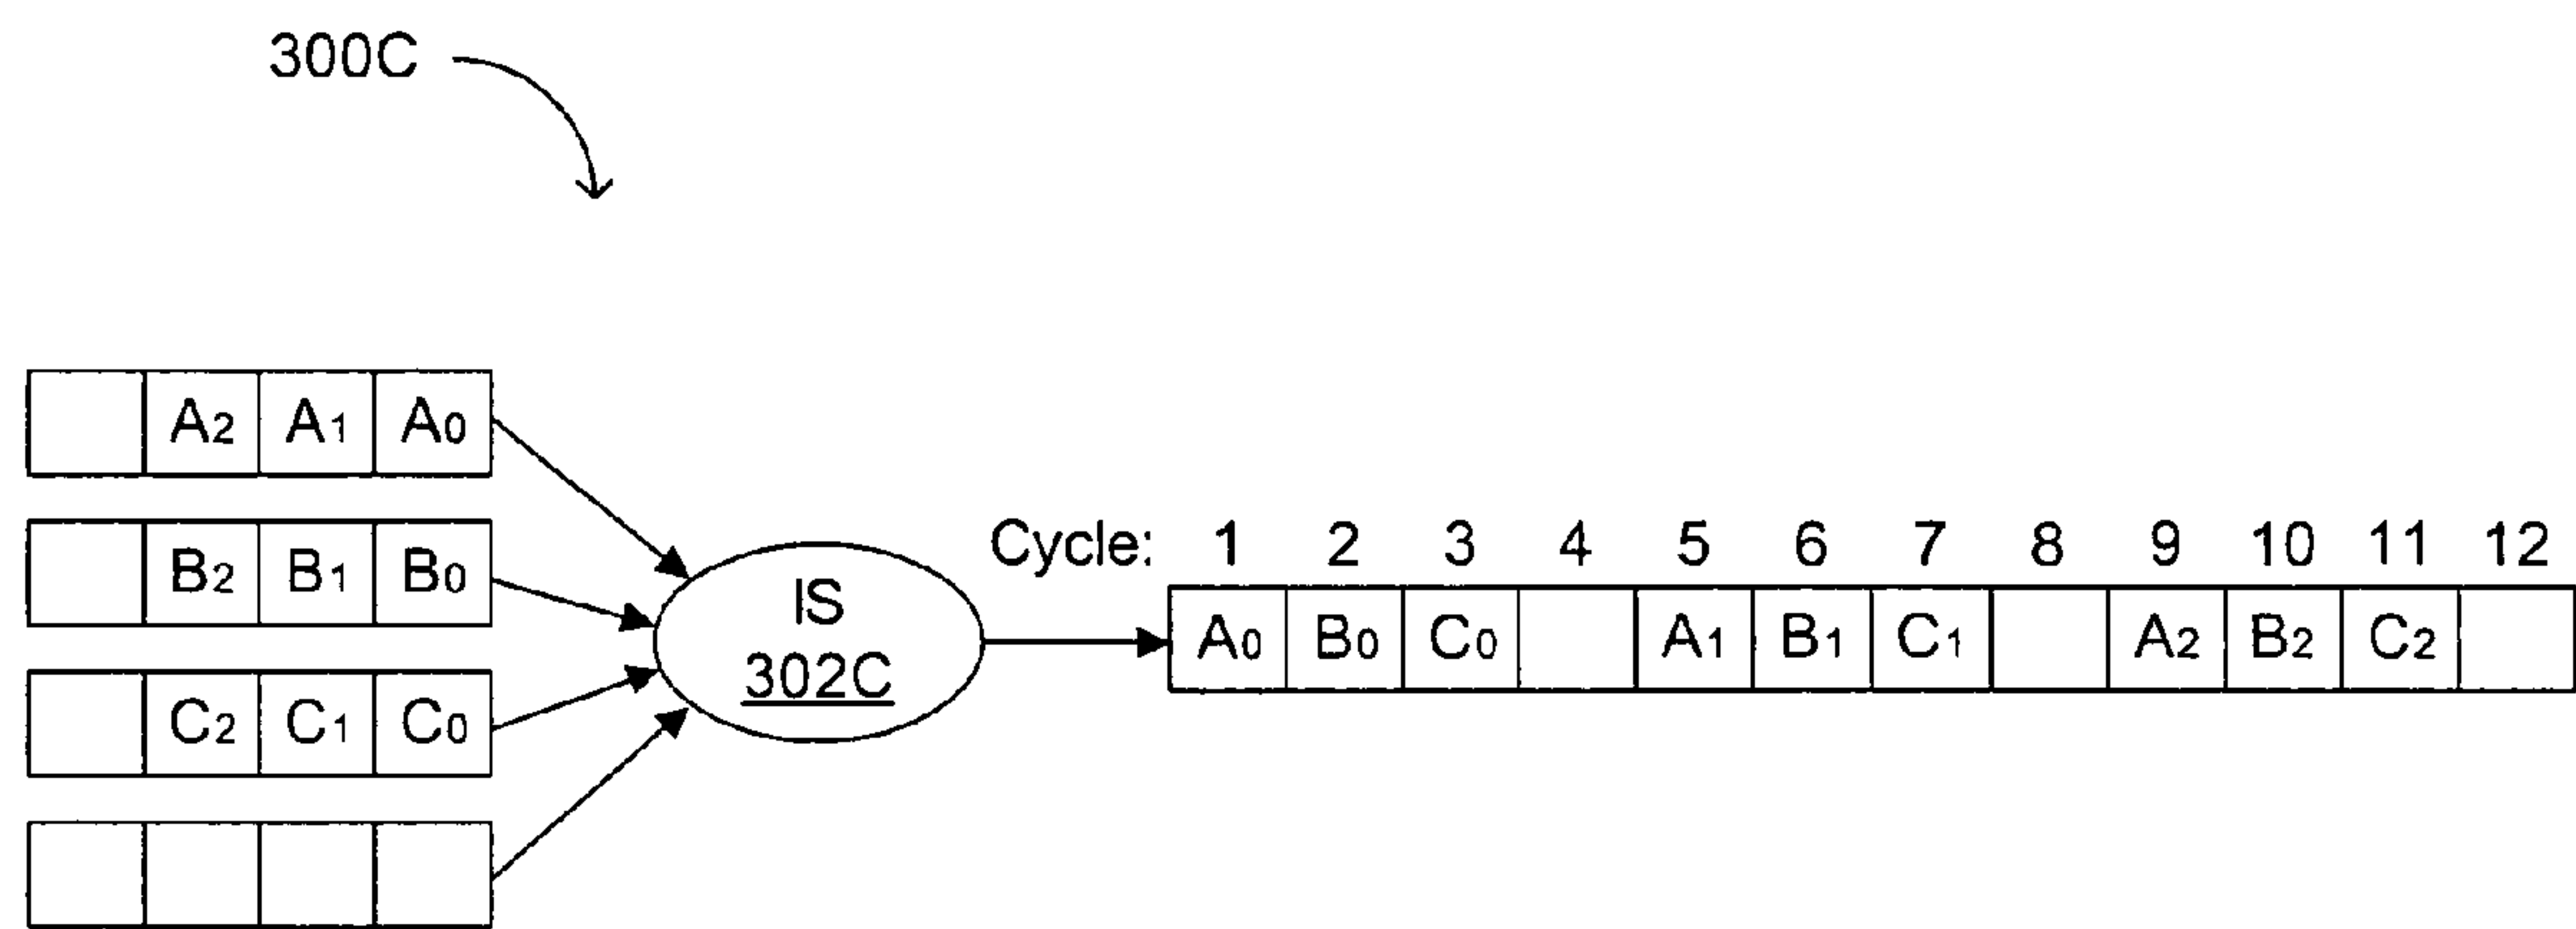 300C
A2 A1 A0
B2 B1 B0
C2 C1 C0
IS
302C
Cycle: 1 2 3 4 5 6 7 8 9 10 11 12
A0 B0 C0 A1 B1 C1 A2 B2 C2